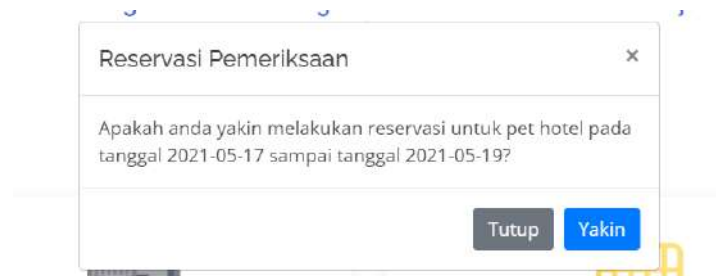 Reservasi Pemeriksaan
×
Apakah anda yakin melakukan reservasi untuk pet hotel pada
tanggal 2021-05-17 sampai tanggal 2021-05-19?
Tutup
Yakin